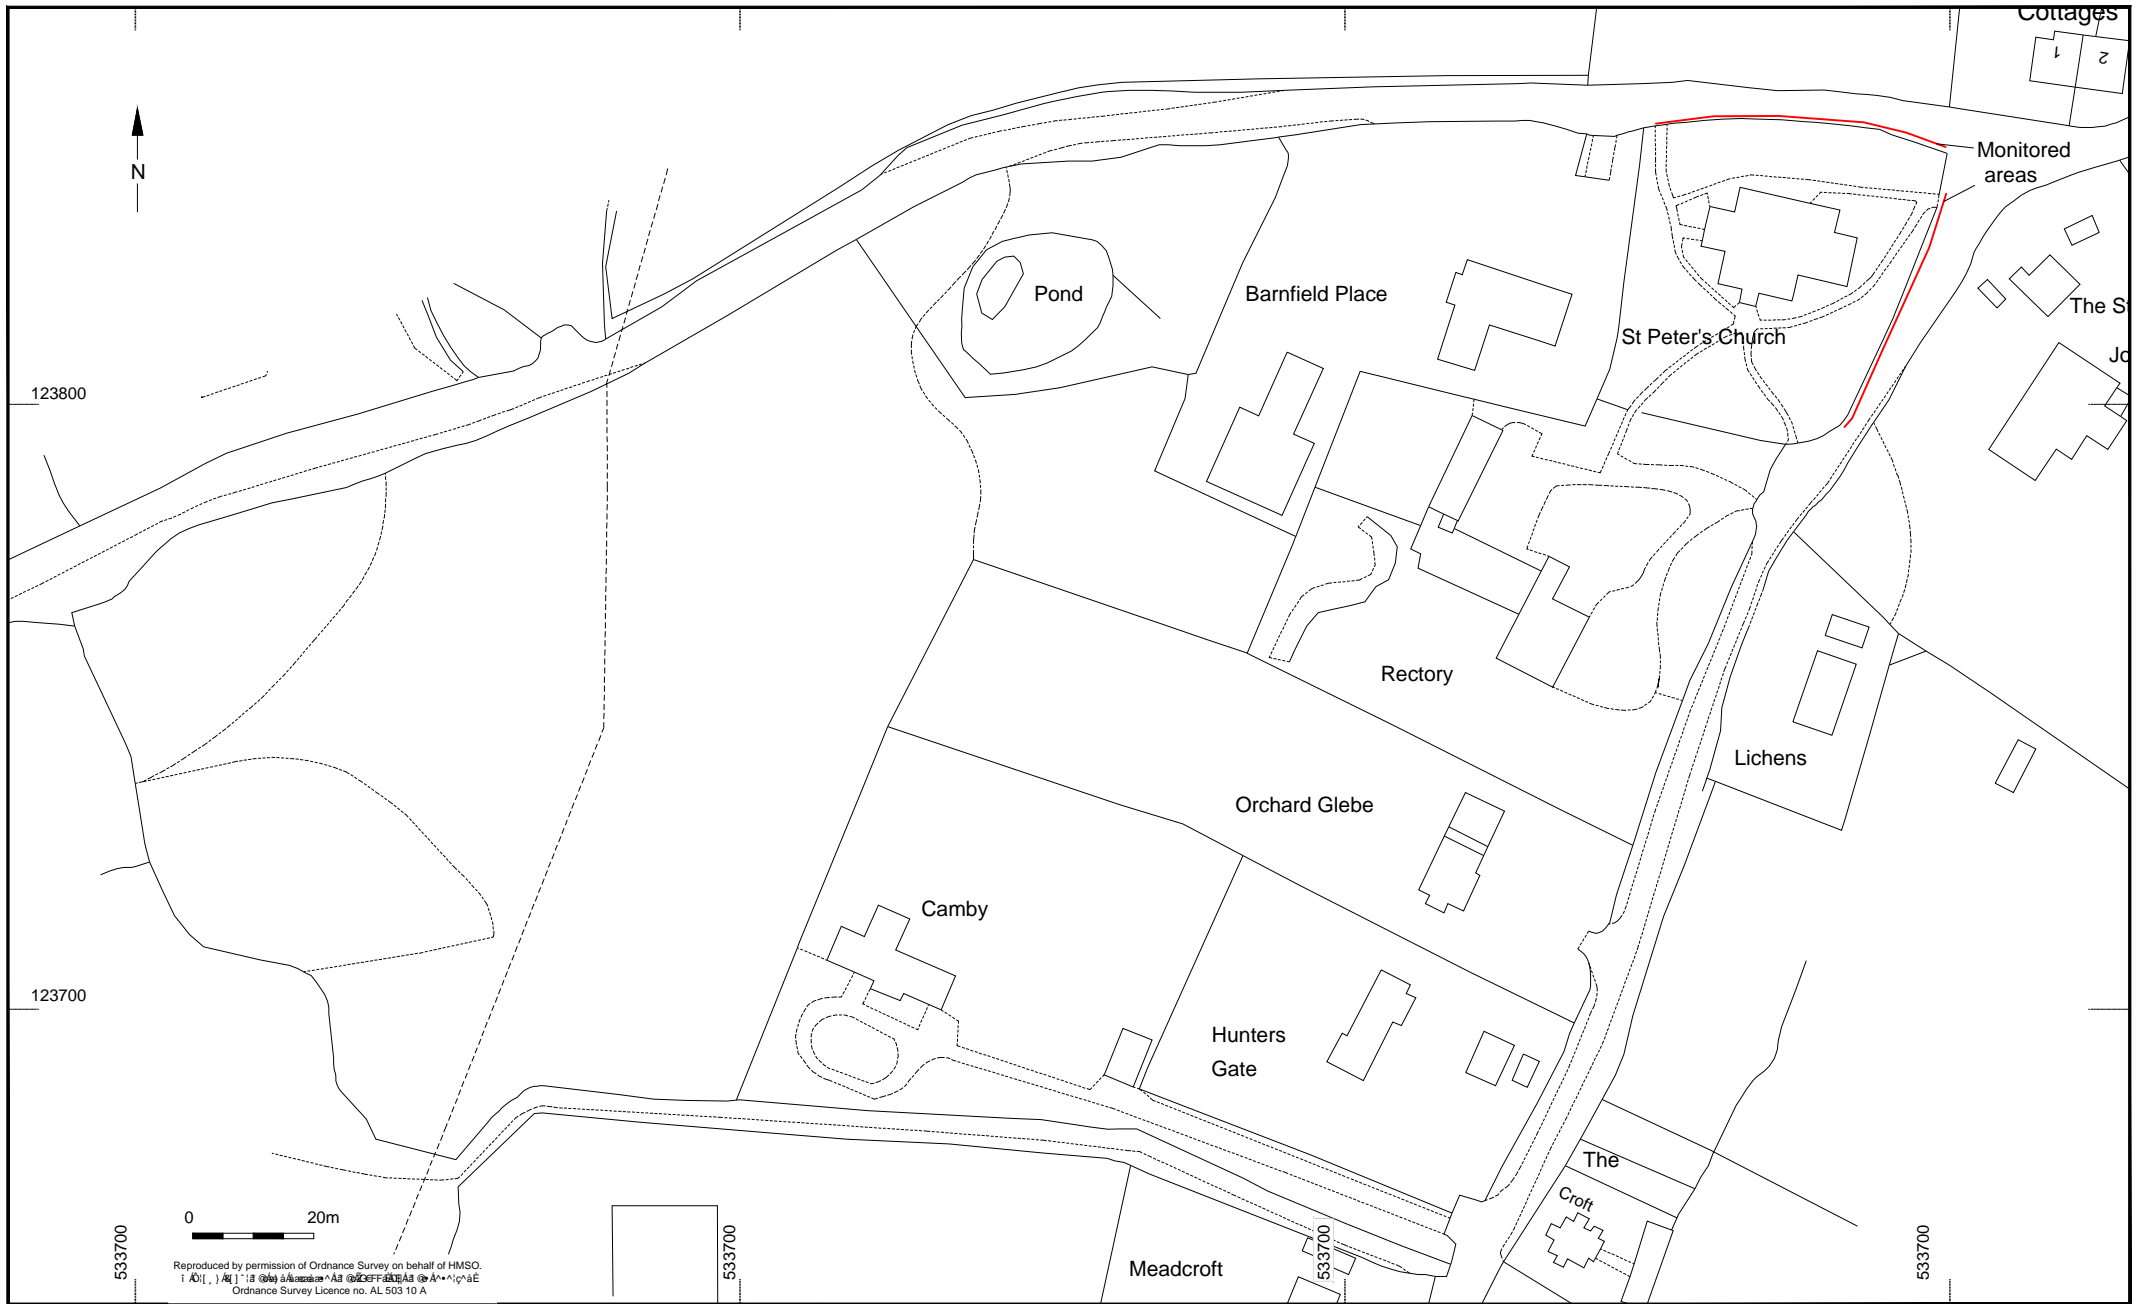 Cottages
1
2
N
Monitored
areas
Pond
Barnfield Place
The S
St Peter's Church
Jo
123800
Rectory
Lichens
Orchard Glebe
Camby
123700
Hunters
Gate
The
Croft
0 20m
533700
533700
533700
533700
Meadcroft
Reproduced by permission of Ordnance Survey on behalf of HMSO.
Ordnance Survey Licence no. AL 503 10 A